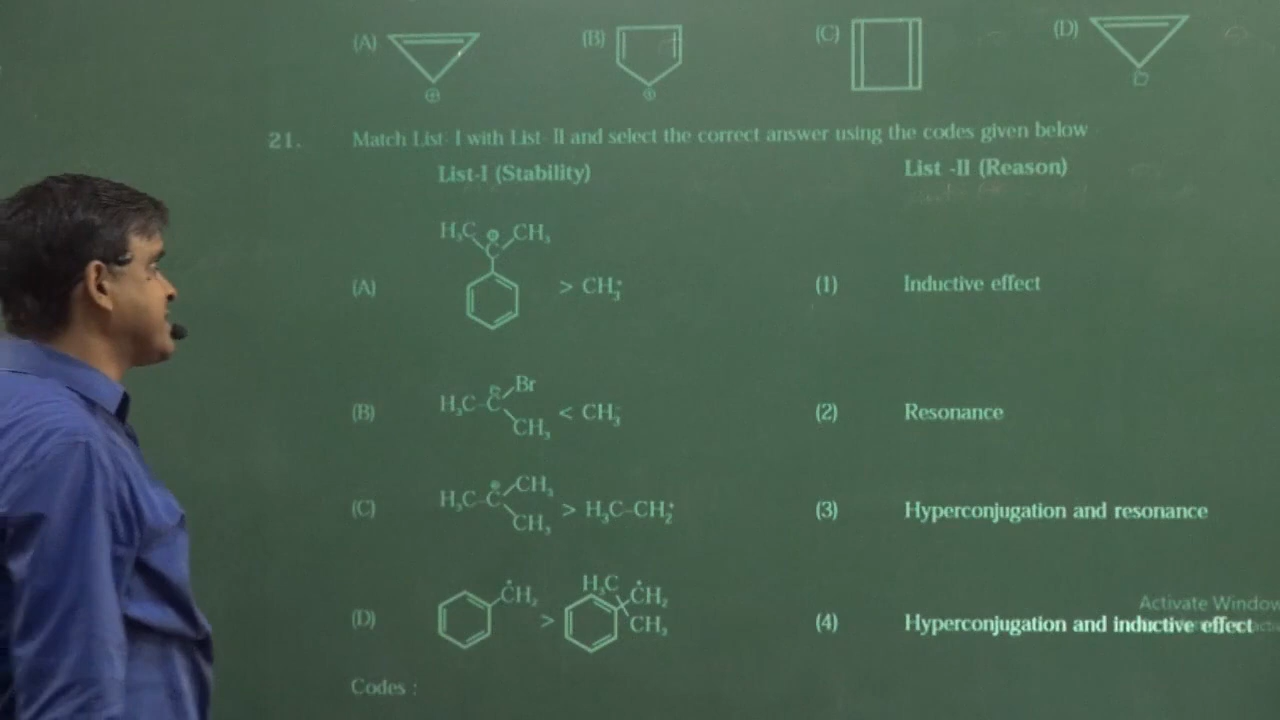 (A) (B) (C) (D)
⊕ ⊕
21. Match List- I with List- II and select the correct answer using the codes given below
List-I (Stability) List -II (Reason)
H₃C ⊕ CH₃
C
(A) > CH₃⁺ (1) Inductive effect
Br
(B) H₃C-C < CH₃⁻ (2) Resonance
CH₃
⊕ CH₃
(C) H₃C-C > H₃C-CH₂⁺ (3) Hyperconjugation and resonance
CH₃
ĊH₂ H₃C ĊH₂
Activate Window
(D) > CH₃ (4) Hyperconjugation and inductive effect
Codes :